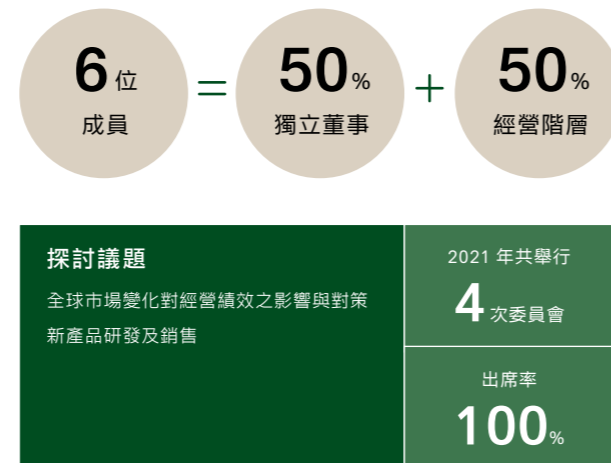 6 位
成員
=
50%
獨立董事
+
50%
經營階層
探討議題
全球市場變化對經營績效之影響與對策
新產品研發及銷售
2021 年共舉行
4 次委員會
出席率
100%